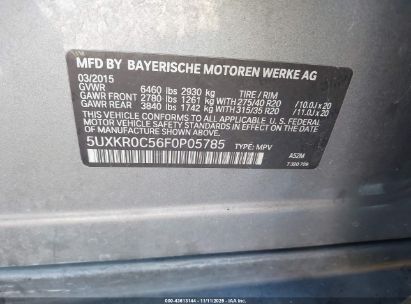 MFD BY BAYERISCHE MOTOREN WERKE AG
03/2015
GVWR 6460 lbs 2930 kg TIRE / RIM
GAWR FRONT 2780 lbs 1261 kg WITH 275/40 R20 / 10.0J x 20
GAWR REAR 3840 lbs 1742 kg WITH 315/35 R20 / 11.0J x 20
THIS VEHICLE CONFORMS TO ALL APPLICABLE U. S. FEDERAL
MOTOR VEHICLE SAFETY STANDARDS IN EFFECT ON
THE DATE OF MANUFACTURE SHOWN ABOVE.
5UXKR0C56F0P05785 TYPE: MPV
A52M
000-43613144 - 11/11/2025 -